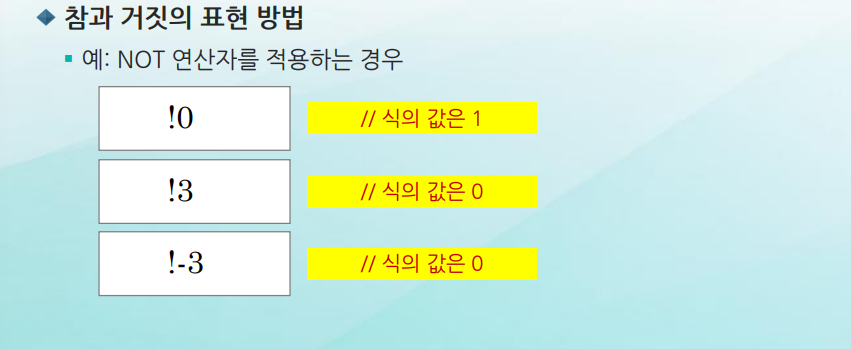 참과 거짓의 표현 방법
예: NOT 연산자를 적용하는 경우
!0 // 식의 값은 1
!3 // 식의 값은 0
!-3 // 식의 값은 0